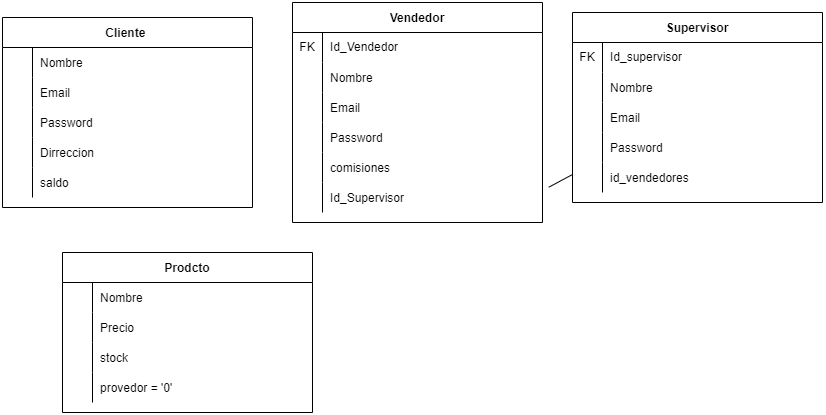 Cliente
Nombre
Email
Password
Dirreccion
saldo
Vendedor
FK Id_Vendedor
Nombre
Email
Password
comisiones
Id_Supervisor
Supervisor
FK Id_supervisor
Nombre
Email
Password
id_vendedores
Prodcto
Nombre
Precio
stock
provedor = '0'